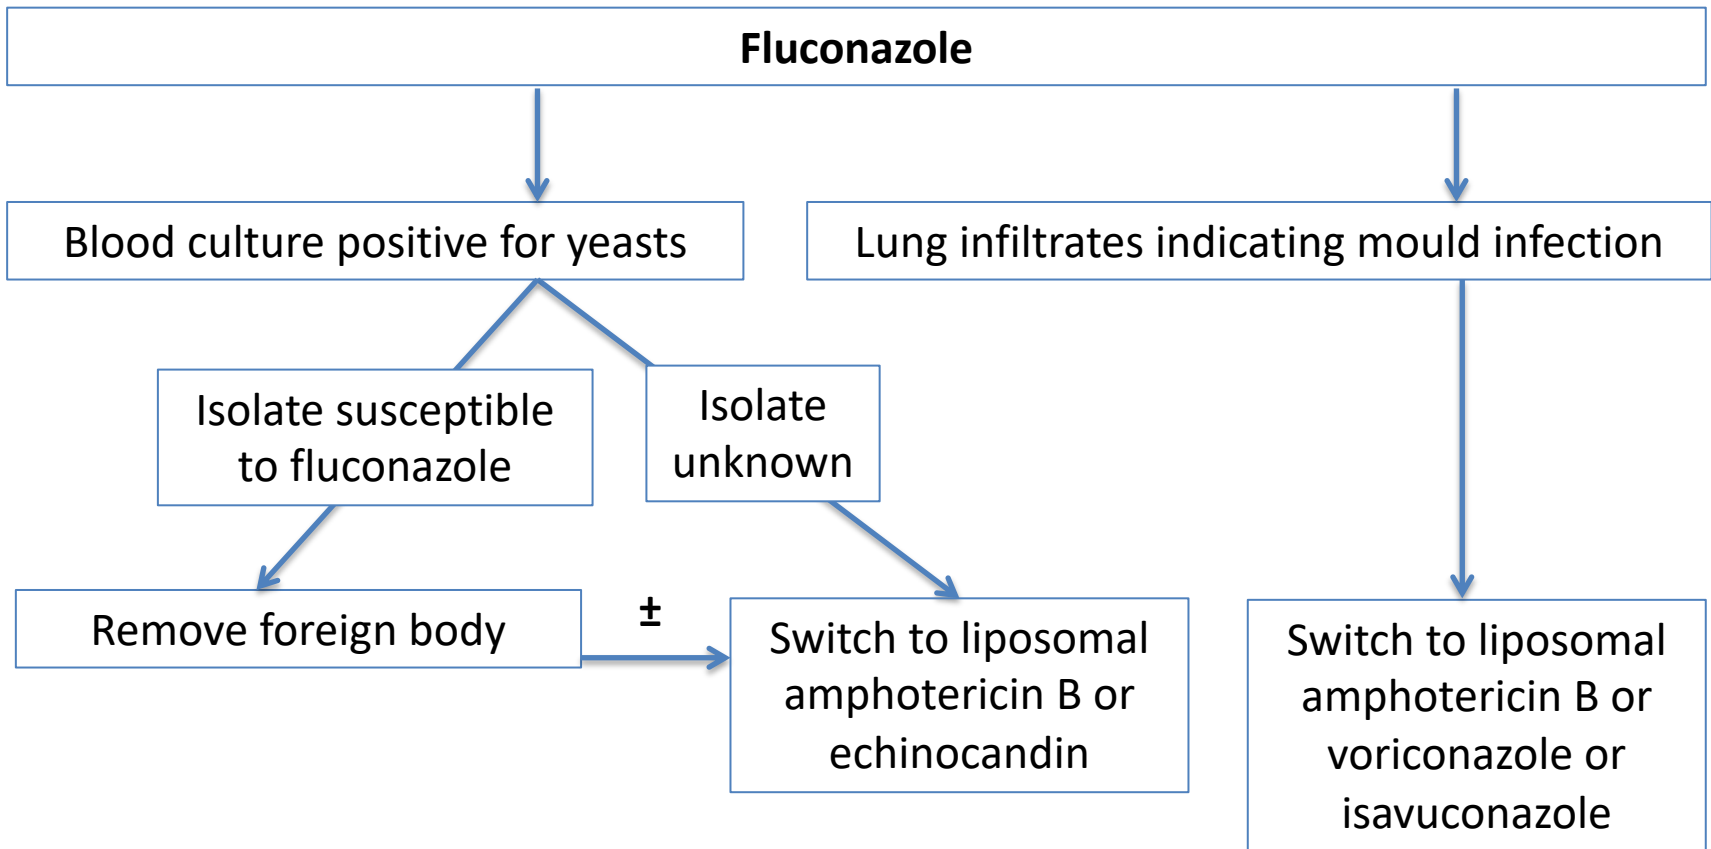 Fluconazole
Blood culture positive for yeasts
Lung infiltrates indicating mould infection
Isolate susceptible
to fluconazole
Isolate
unknown
Remove foreign body
±
Switch to liposomal
amphotericin B or
echinocandin
Switch to liposomal
amphotericin B or
voriconazole or
isavuconazole